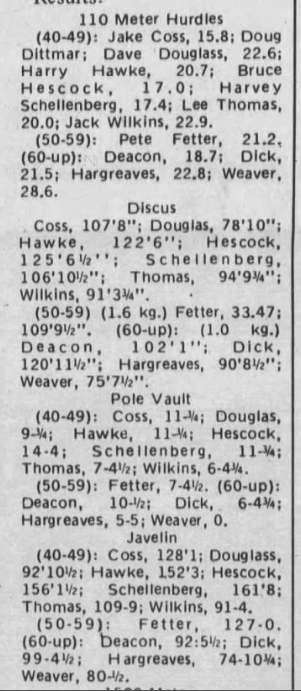 Results:
110 Meter Hurdles
(40-49): Jake Coss, 15.8; Doug
Dittmar; Dave Douglass, 22.6;
Harry Hawke, 20.7; Bruce
Hescock, 17.0; Harvey
Schellenberg, 17.4; Lee Thomas,
20.0; Jack Wilkins, 22.9.
(50-59): Pete Fetter, 21.2,
(60-up): Deacon, 18.7; Dick,
21.5; Hargreaves, 22.8; Weaver,
28.6.
Discus
Coss, 107'8"; Douglas, 78'10";
Hawke, 122'6"; Hescock,
125'6½''; Schellenberg,
106'10½"; Thomas, 94'9¾";
Wilkins, 91'3¾".
(50-59) (1.6 kg.) Fetter, 33.47;
109'9½". (60-up): (1.0 kg.)
Deacon, 102'1"; Dick,
120'11½"; Hargreaves, 90'8½";
Weaver, 75'7½".
Pole Vault
(40-49): Coss, 11-¾; Douglas,
9-¾; Hawke, 11-¾; Hescock,
14-4; Schellenberg, 11-¾;
Thomas, 7-4½; Wilkins, 6-4¾.
(50-59): Fetter, 7-4½. (60-up):
Deacon, 10-½; Dick, 6-4¾;
Hargreaves, 5-5; Weaver, 0.
Javelin
(40-49): Coss, 128'1; Douglass,
92'10½; Hawke, 152'3; Hescock,
156'1½; Schellenberg, 161'8;
Thomas, 109-9; Wilkins, 91-4.
(50-59): Fetter, 127-0.
(60-up): Deacon, 92:5½; Dick,
99-4½; Hargreaves, 74-10¾;
Weaver, 80-½.